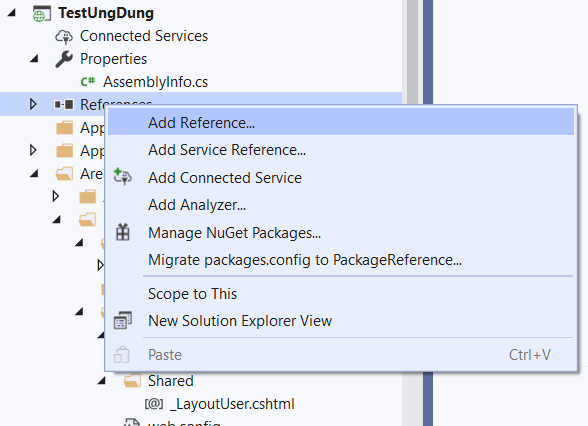 TestUngDung
Connected Services
Properties
C# AssemblyInfo.cs
References
Add Reference...
App
Add Service Reference...
App
Add Connected Service
Are
Add Analyzer...
Manage NuGet Packages...
Migrate packages.config to PackageReference...
Scope to This
New Solution Explorer View
Paste Ctrl+V
Shared
[@] _LayoutUser.cshtml
web.config